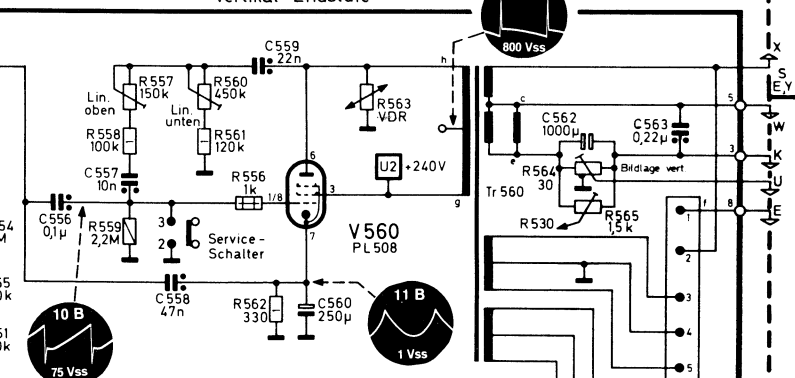 800 Vss
C559
22n
h
X
S
E,Y
R557
150k
R560
450k
Lin.
oben
Lin.
unten
R563
VDR
c
5
W
C562
1000µ
C563
0,22µ
R558
100k
R561
120k
3
K
6
U2
+240V
e
R564
30
Bildlage vert.
U
C557
10n
R556
1k
1/8
3
g
Tr 560
f
8
E
C556
0,1µ
R559
2,2M
3
2
Service-
Schalter
7
V560
PL508
R530
R565
1,5k
1
2
C558
47n
R562
330
C560
250µ
10 B
75 Vss
11 B
1 Vss
3
4
5